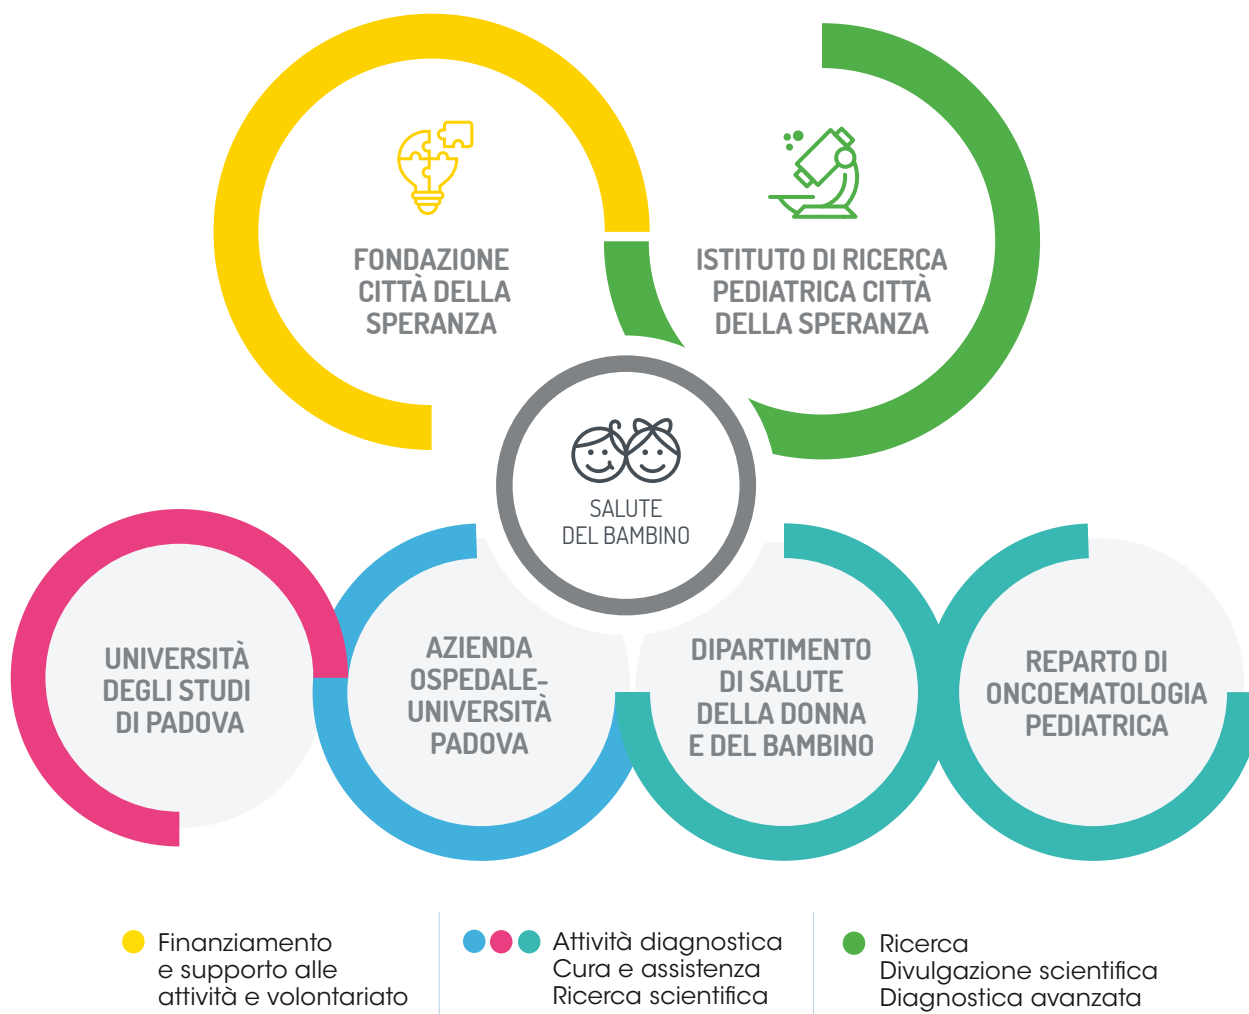 FONDAZIONE
CITTÀ DELLA
SPERANZA
ISTITUTO DI RICERCA
PEDIATRICA CITTÀ
DELLA SPERANZA
SALUTE
DEL BAMBINO
UNIVERSITÀ
DEGLI STUDI
DI PADOVA
AZIENDA
OSPEDALE-
UNIVERSITÀ
PADOVA
DIPARTIMENTO
DI SALUTE
DELLA DONNA
E DEL BAMBINO
REPARTO DI
ONCOEMATOLOGIA
PEDIATRICA
Finanziamento
e supporto alle
attività e volontariato
Attività diagnostica
Cura e assistenza
Ricerca scientifica
Ricerca
Divulgazione scientifica
Diagnostica avanzata